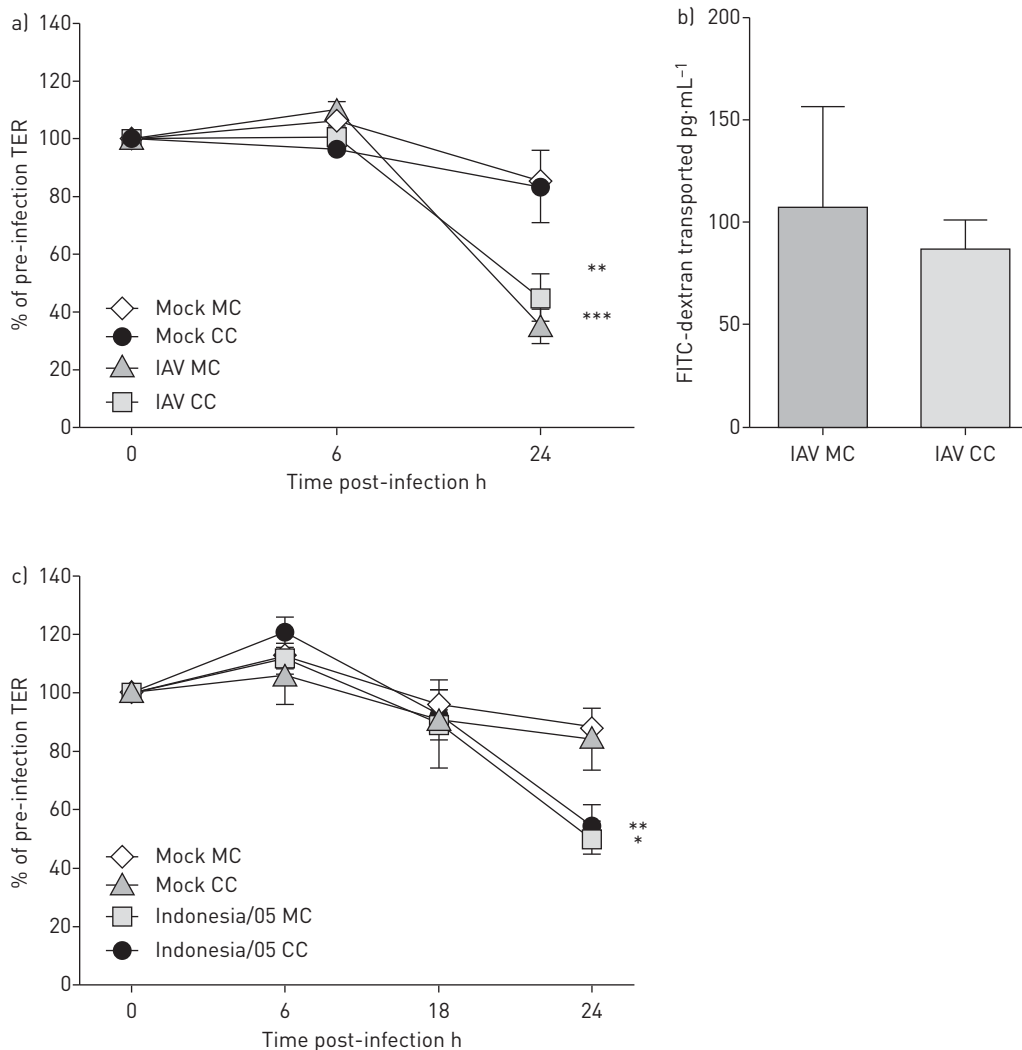 a)
% of pre-infection TER
140
120
100
80
60
40
20
0
**
***
Mock MC
Mock CC
IAV MC
IAV CC
0 6 24
Time post-infection h
b)
FITC-dextran transported pg·mL⁻¹
200
150
100
50
0
IAV MC IAV CC
c)
% of pre-infection TER
140
120
100
80
60
40
20
0
**
*
Mock MC
Mock CC
Indonesia/05 MC
Indonesia/05 CC
0 6 18 24
Time post-infection h